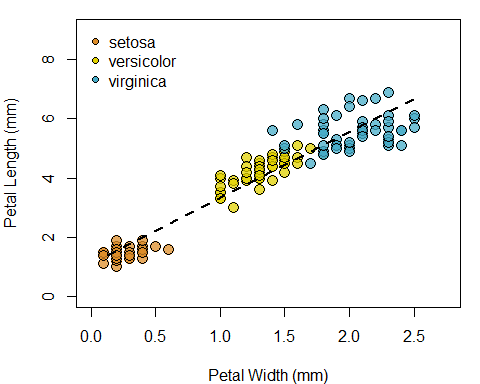 setosa
versicolor
virginica
Petal Length (mm)
8
6
4
2
0
0.0 0.5 1.0 1.5 2.0 2.5
Petal Width (mm)